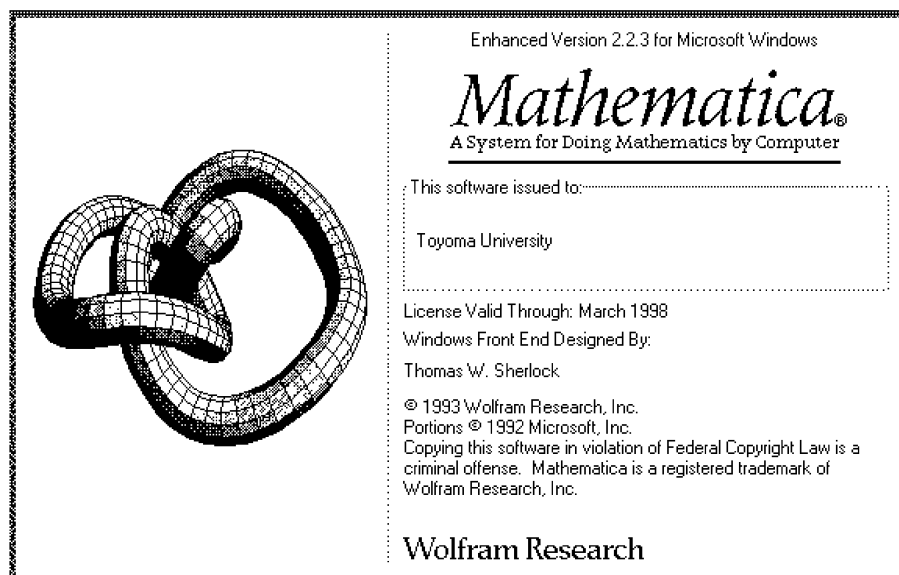 Enhanced Version 2.2.3 for Microsoft Windows
Mathematica®
A System for Doing Mathematics by Computer
This software issued to:
Toyoma University
License Valid Through: March 1998
Windows Front End Designed By:
Thomas W. Sherlock
© 1993 Wolfram Research, Inc.
Portions © 1992 Microsoft, Inc.
Copying this software in violation of Federal Copyright Law is a
criminal offense. Mathematica is a registered trademark of
Wolfram Research, Inc.
Wolfram Research